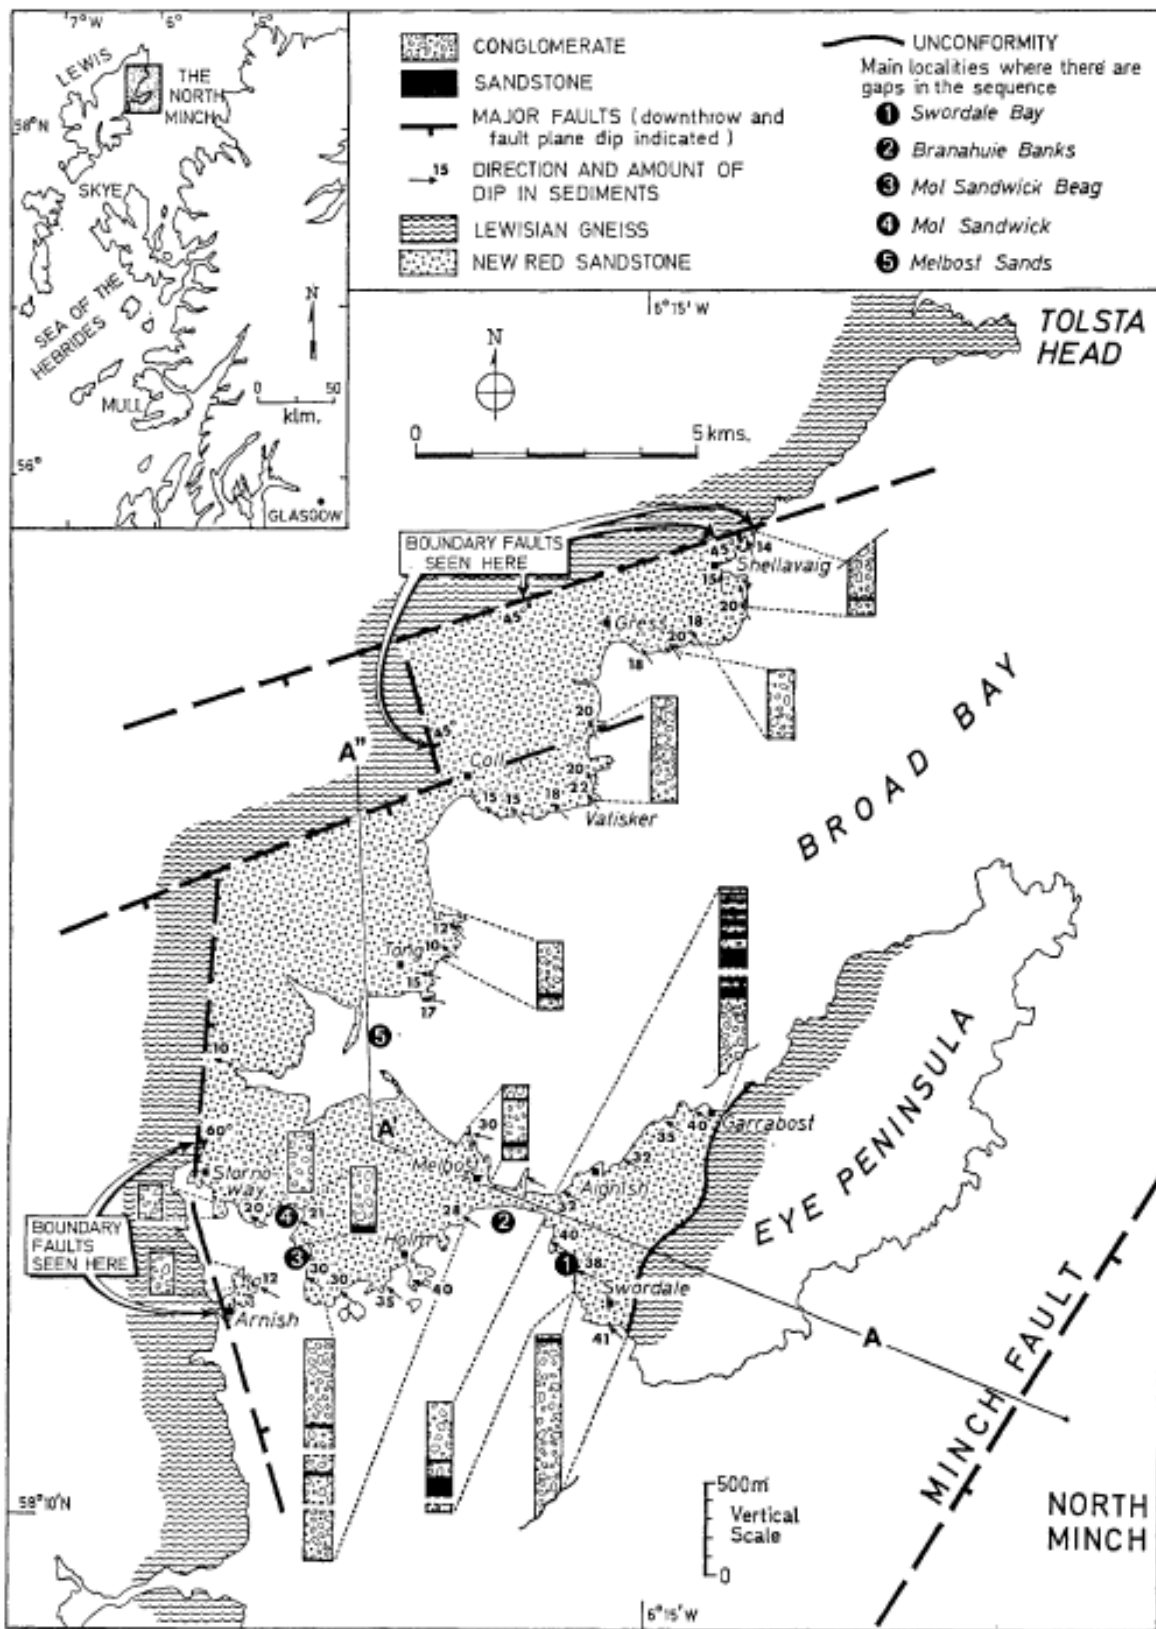 7° W
6°
5°
LEWIS
THE
NORTH
MINCH
58°N
SKYE
SEA OF THE
HEBRIDES
N
MULL
0 50
klm.
56°
GLASGOW
CONGLOMERATE
SANDSTONE
MAJOR FAULTS (downthrow and
fault plane dip indicated)
15
DIRECTION AND AMOUNT OF
DIP IN SEDIMENTS
LEWISIAN GNEISS
NEW RED SANDSTONE
UNCONFORMITY
Main localities where there are
gaps in the sequence
1 Swordale Bay
2 Branahuie Banks
3 Mol Sandwick Beag
4 Mol Sandwick
5 Melbost Sands
6°15' W
TOLSTA
HEAD
N
0 5 kms.
BOUNDARY FAULTS
SEEN HERE
45
14
Shellavaig
15
20
45°
Gress
18
20
18
20
45°
A"
Coll
20
22
15
15
18
Vatisker
BROAD BAY
12
Tong
10
15
17
5
10
A'
60°
Storno-
way
30
Melbost
40
Garrabost
35
32
Aignish
32
EYE PENINSULA
BOUNDARY
FAULTS
SEEN HERE
20
4
21
28
2
40
3
Holm
1
38
12
30
30
40
Swordale
35
Arnish
41
A
MINCH FAULT
500m
Vertical
Scale
0
58°10'N
NORTH
MINCH
6°15'W